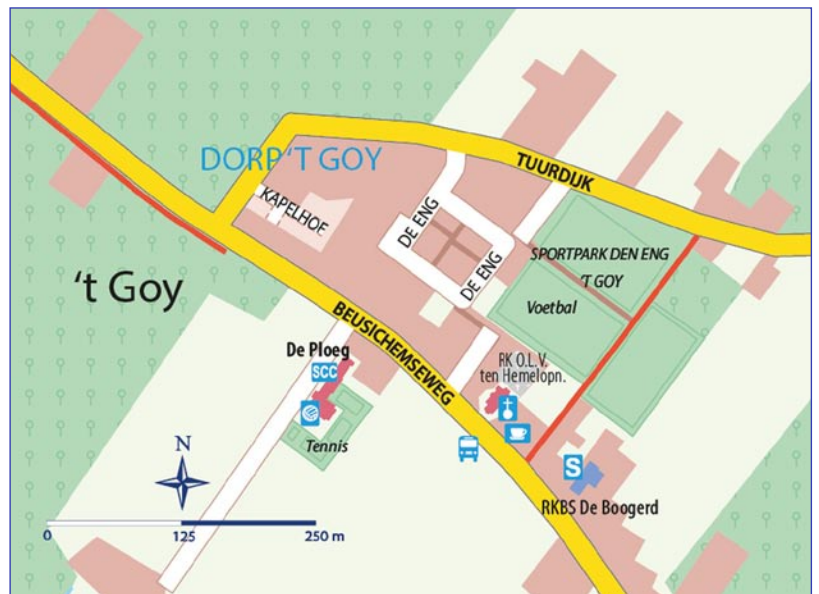 DORP 'T GOY
TUURDIJK
KAPELHOE
DE ENG
DE ENG
SPORTPARK DEN ENG
'T GOY
't Goy
Voetbal
BEUSICHEMSEWEG
De Ploeg
SCC
RK O.L.V.
ten Hemelopn.
Tennis
N
S
RKBS De Boogerd
0 125 250 m